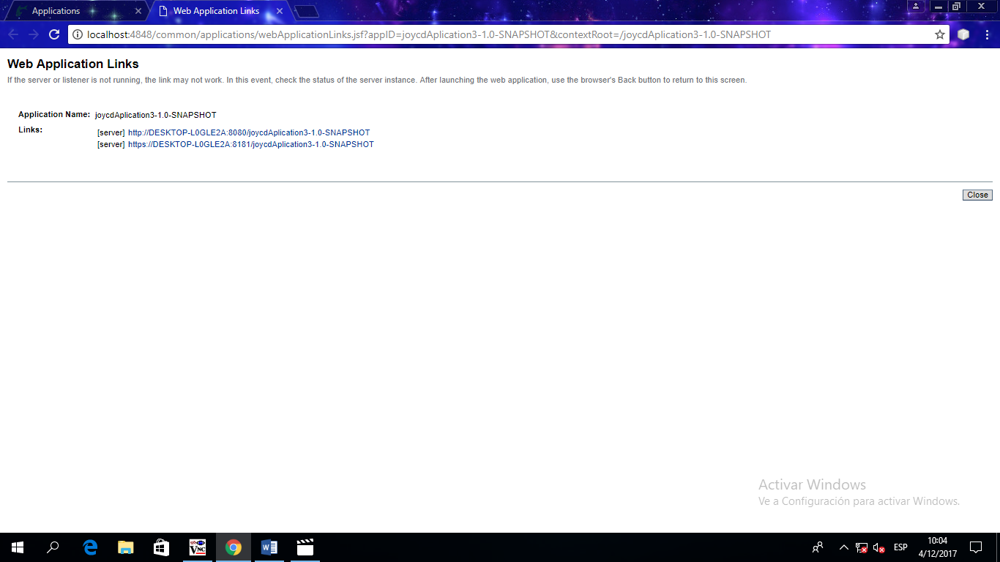 Applications
Web Application Links
localhost:4848/common/applications/webApplicationLinks.jsf?appID=joycdAplication3-1.0-SNAPSHOT&contextRoot=/joycdAplication3-1.0-SNAPSHOT
Web Application Links
If the server or listener is not running, the link may not work. In this event, check the status of the server instance. After launching the web application, use the browser's Back button to return to this screen.
Application Name: joycdAplication3-1.0-SNAPSHOT
Links: [server] http://DESKTOP-L0GLE2A:8080/joycdAplication3-1.0-SNAPSHOT
[server] https://DESKTOP-L0GLE2A:8181/joycdAplication3-1.0-SNAPSHOT
Close
Activar Windows
Ve a Configuración para activar Windows.
VNC
W
ESP
10:04
4/12/2017